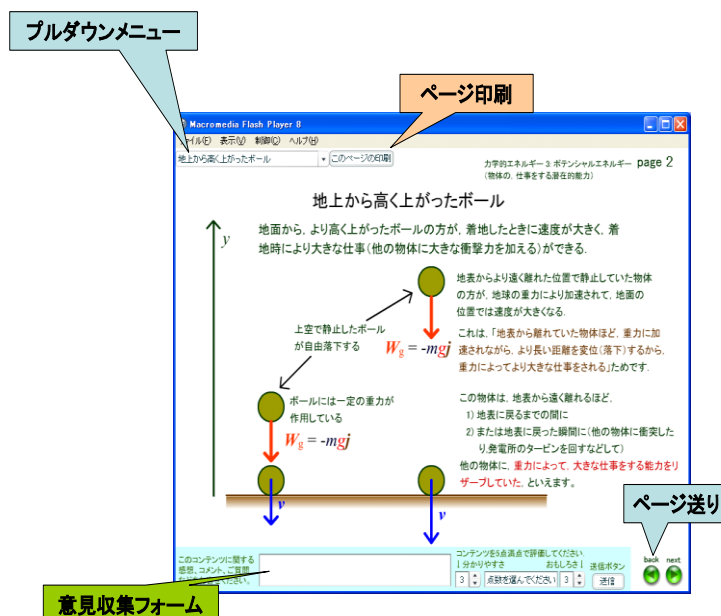 プルダウンメニュー
ページ印刷
Macromedia Flash Player 8
ファイル(F) 表示(V) 制御(C) ヘルプ(H)
地上から高く上がったボール
このページの印刷
力学的エネルギー3 ポテンシャルエネルギー page 2
(物体の, 仕事をする潜在的能力)
地上から高く上がったボール
y
地面から, より高く上がったボールの方が, 着地したときに速度が大きく, 着
地時により大きな仕事(他の物体に大きな衝撃力を加える)ができる.
地表からより遠く離れた位置で静止していた物体
の方が, 地球の重力により加速されて, 地面の
位置では速度が大きくなる.
上空で静止したボール
が自由落下する
Wg = -mgj
これは, 「地表から離れていた物体ほど, 重力に加
速されながら, より長い距離を変位(落下)するから,
重力によってより大きな仕事をされる」ためです.
ボールには一定の重力が
作用している
Wg = -mgj
この物体は, 地表から遠く離れるほど,
1) 地表に戻るまでの間に
2) または地表に戻った瞬間に(他の物体に衝突した
り,発電所のタービンを回すなどして)
他の物体に, 重力によって, 大きな仕事をする能力をリ
ザーブしていた, といえます。
v
v
ページ送り
back next
このコンテンツに関する
感想、コメント、ご質問
ください。
コンテンツを5点満点で評価してください.
↓分かりやすさ おもしろさ↓ 送信ボタン
3 点数を選んでください 3 送信
意見収集フォーム